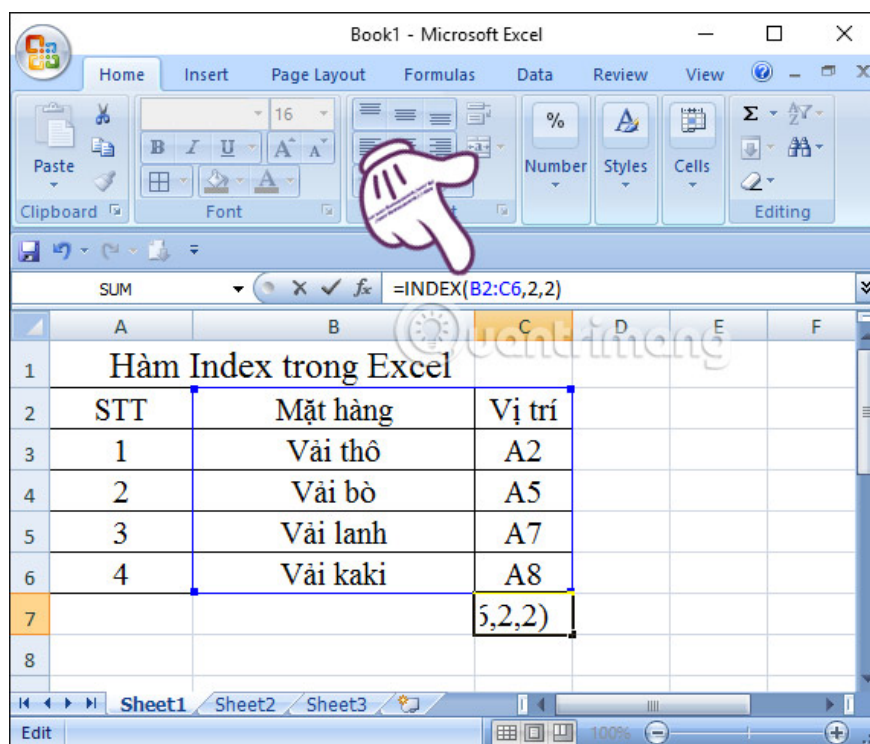 Book1 - Microsoft Excel
Home Insert Page Layout Formulas Data Review View
16
Paste B I U A A % Number Styles Cells Σ
Clipboard Font Editing
SUM fx =INDEX(B2:C6,2,2)
A B C D E F
Quantrimang
1 Hàm Index trong Excel
2 STT Mặt hàng Vị trí
3 1 Vải thô A2
4 2 Vải bò A5
5 3 Vải lanh A7
6 4 Vải kaki A8
7 5,2,2)
8
Sheet1 Sheet2 Sheet3
Edit 100%